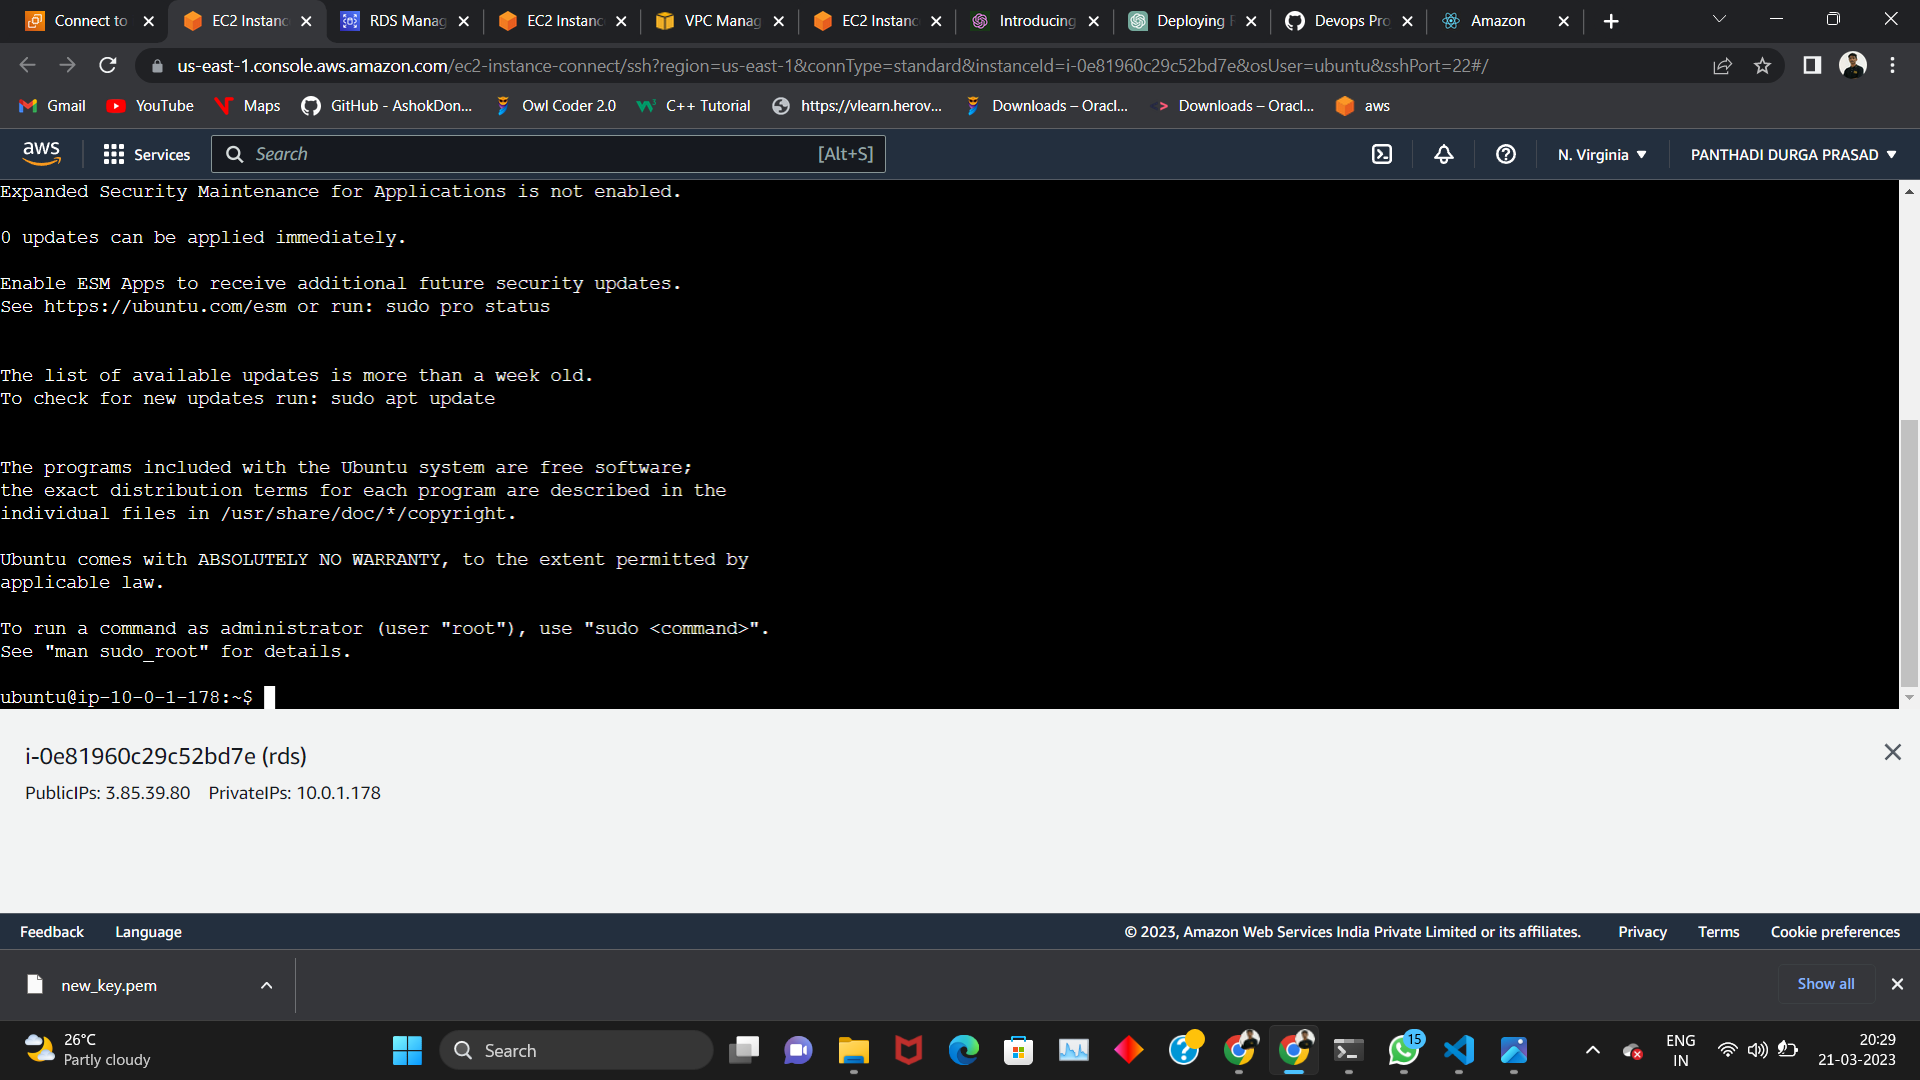 Connect to
EC2 Instanc
RDS Manag
EC2 Instanc
VPC Manag
EC2 Instanc
Introducing
Deploying
Devops Pro
Amazon
us-east-1.console.aws.amazon.com/ec2-instance-connect/ssh?region=us-east-1&connType=standard&instanceId=i-0e81960c29c52bd7e&osUser=ubuntu&sshPort=22#/
Gmail
YouTube
Maps
GitHub - AshokDon...
Owl Coder 2.0
C++ Tutorial
https://vlearn.herov...
Downloads – Oracl...
Downloads – Oracl...
aws
aws
Services
Search
[Alt+S]
N. Virginia
PANTHADI DURGA PRASAD
Expanded Security Maintenance for Applications is not enabled.
0 updates can be applied immediately.
Enable ESM Apps to receive additional future security updates.
See https://ubuntu.com/esm or run: sudo pro status
The list of available updates is more than a week old.
To check for new updates run: sudo apt update
The programs included with the Ubuntu system are free software;
the exact distribution terms for each program are described in the
individual files in /usr/share/doc/*/copyright.
Ubuntu comes with ABSOLUTELY NO WARRANTY, to the extent permitted by
applicable law.
To run a command as administrator (user "root"), use "sudo <command>".
See "man sudo_root" for details.
ubuntu@ip-10-0-1-178:~$
i-0e81960c29c52bd7e (rds)
PublicIPs: 3.85.39.80 PrivateIPs: 10.0.1.178
Feedback
Language
© 2023, Amazon Web Services India Private Limited or its affiliates.
Privacy
Terms
Cookie preferences
new_key.pem
Show all
26°C
Partly cloudy
Search
15
ENG
IN
20:29
21-03-2023